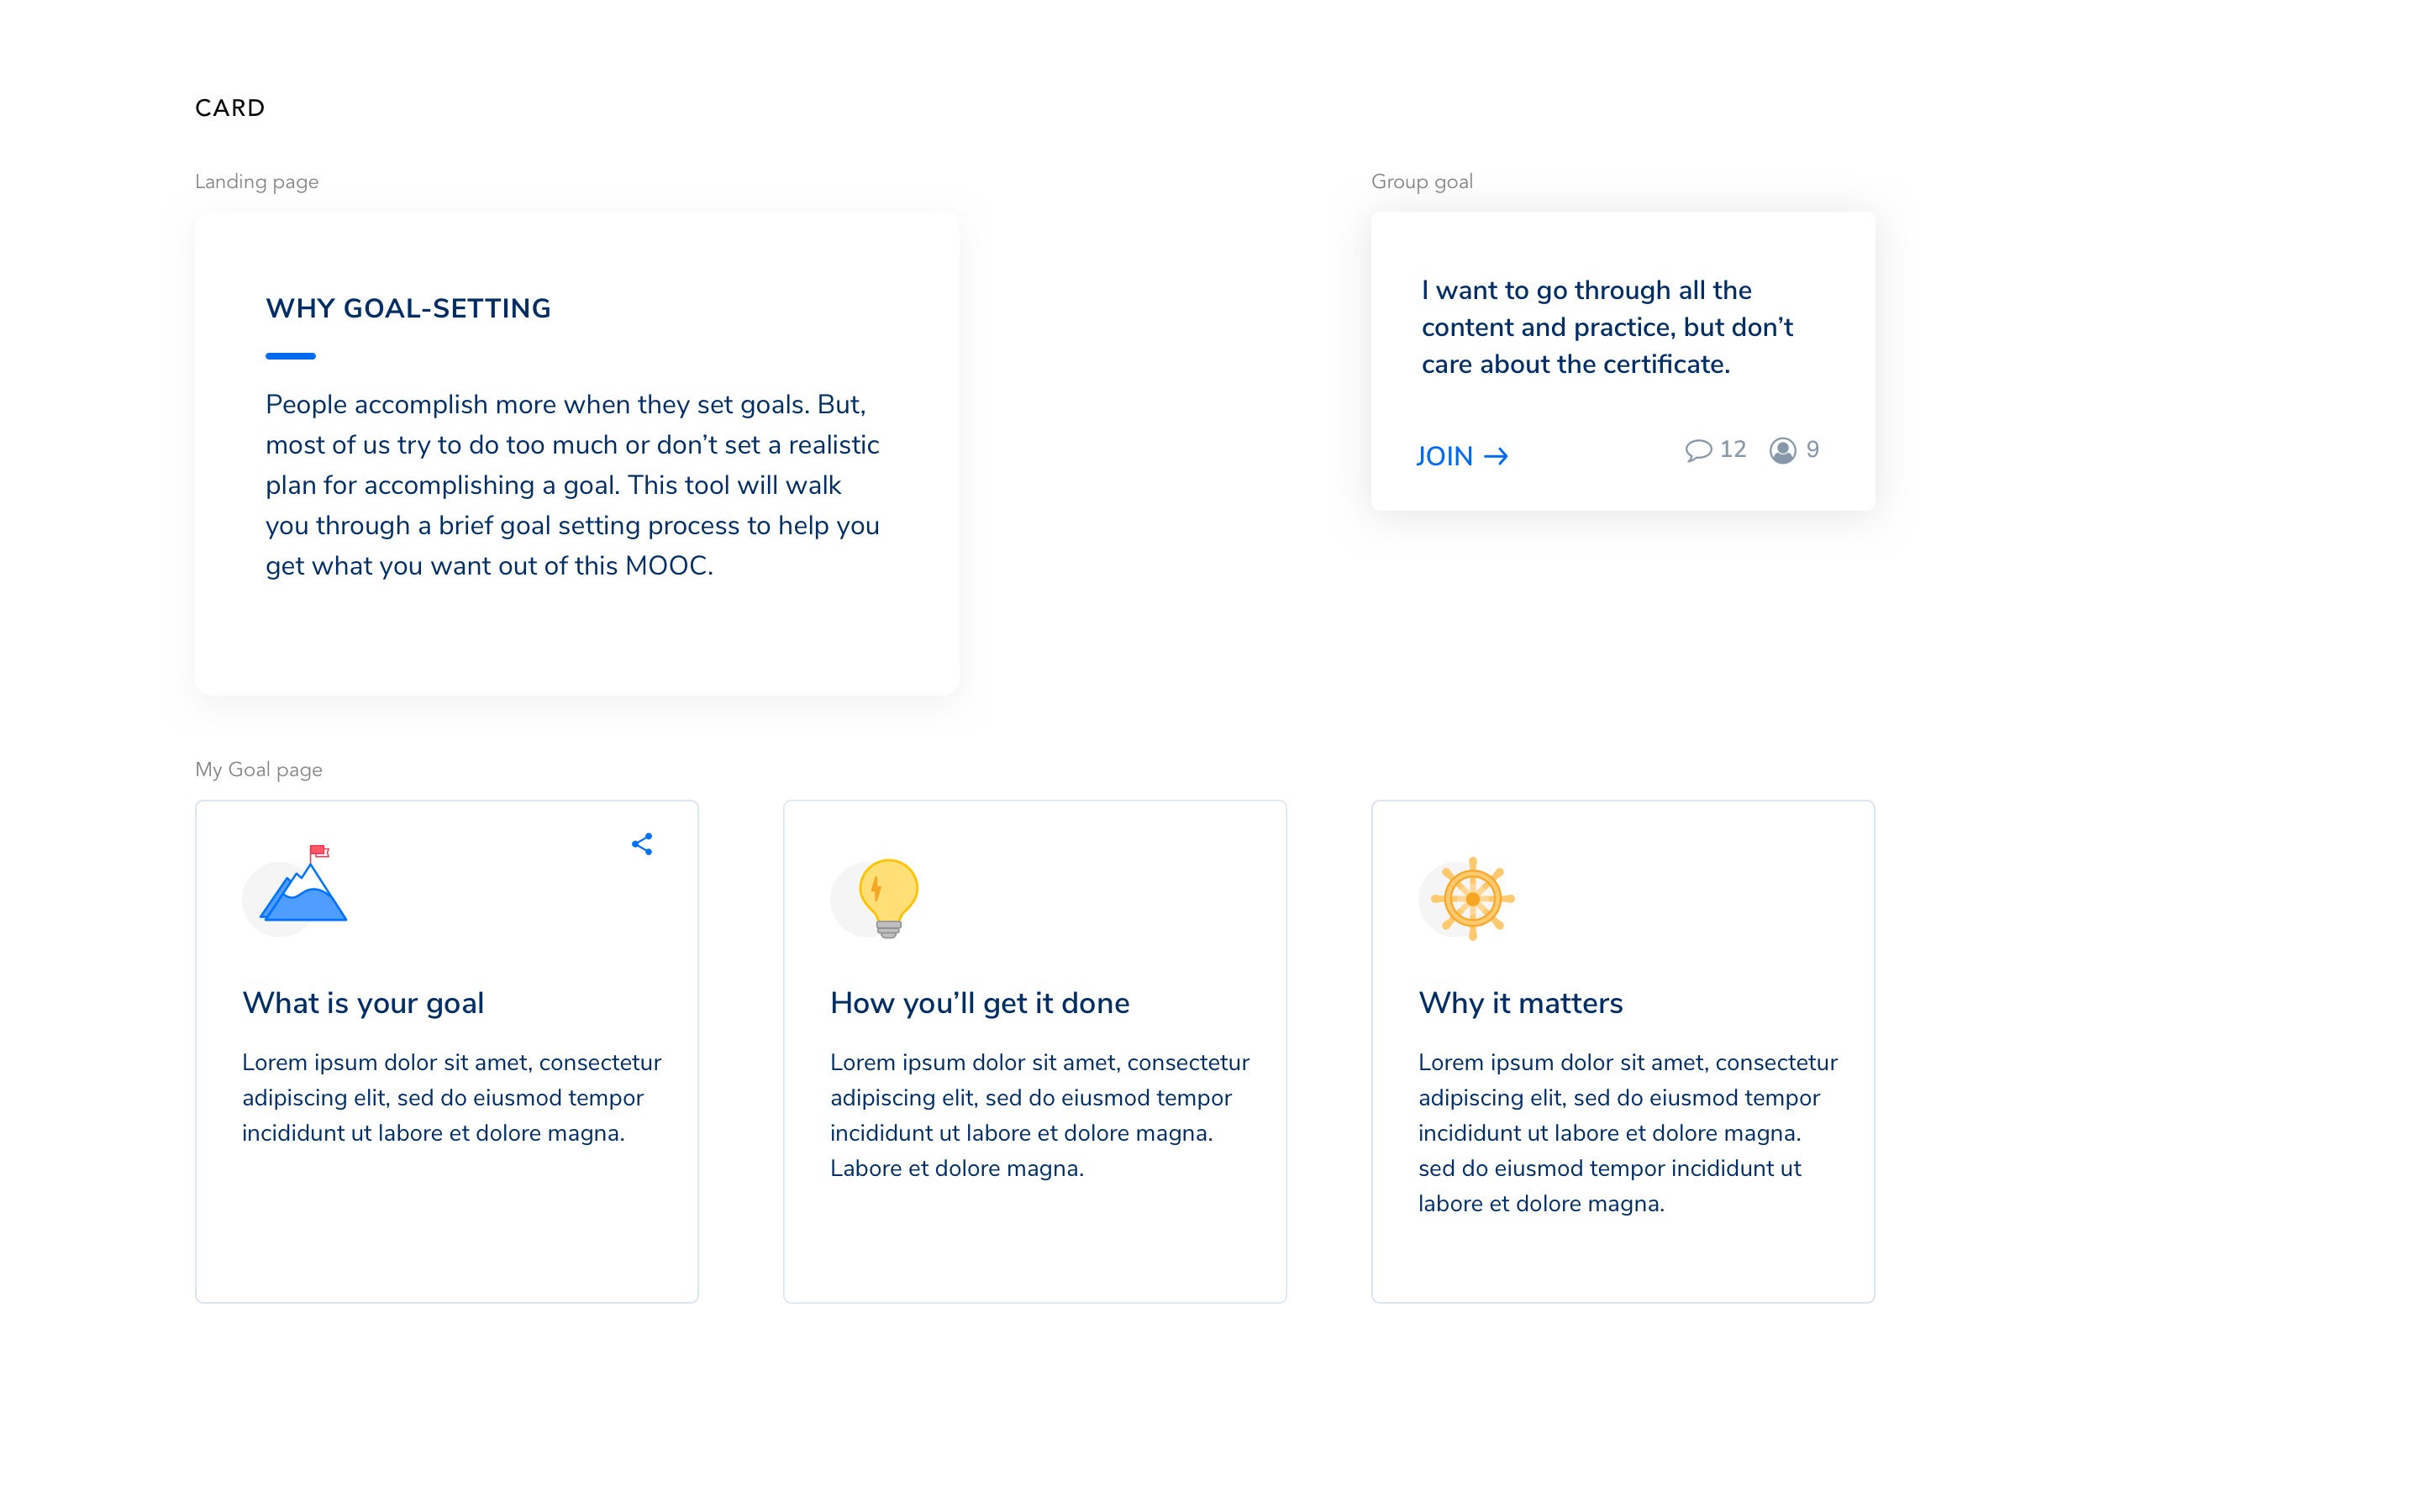 CARD
Landing page
WHY GOAL-SETTING
People accomplish more when they set goals. But,
most of us try to do too much or don’t set a realistic
plan for accomplishing a goal. This tool will walk
you through a brief goal setting process to help you
get what you want out of this MOOC.
Group goal
I want to go through all the
content and practice, but don’t
care about the certificate.
JOIN → 12 9
My Goal page
What is your goal
Lorem ipsum dolor sit amet, consectetur
adipiscing elit, sed do eiusmod tempor
incididunt ut labore et dolore magna.
How you’ll get it done
Lorem ipsum dolor sit amet, consectetur
adipiscing elit, sed do eiusmod tempor
incididunt ut labore et dolore magna.
Labore et dolore magna.
Why it matters
Lorem ipsum dolor sit amet, consectetur
adipiscing elit, sed do eiusmod tempor
incididunt ut labore et dolore magna.
sed do eiusmod tempor incididunt ut
labore et dolore magna.